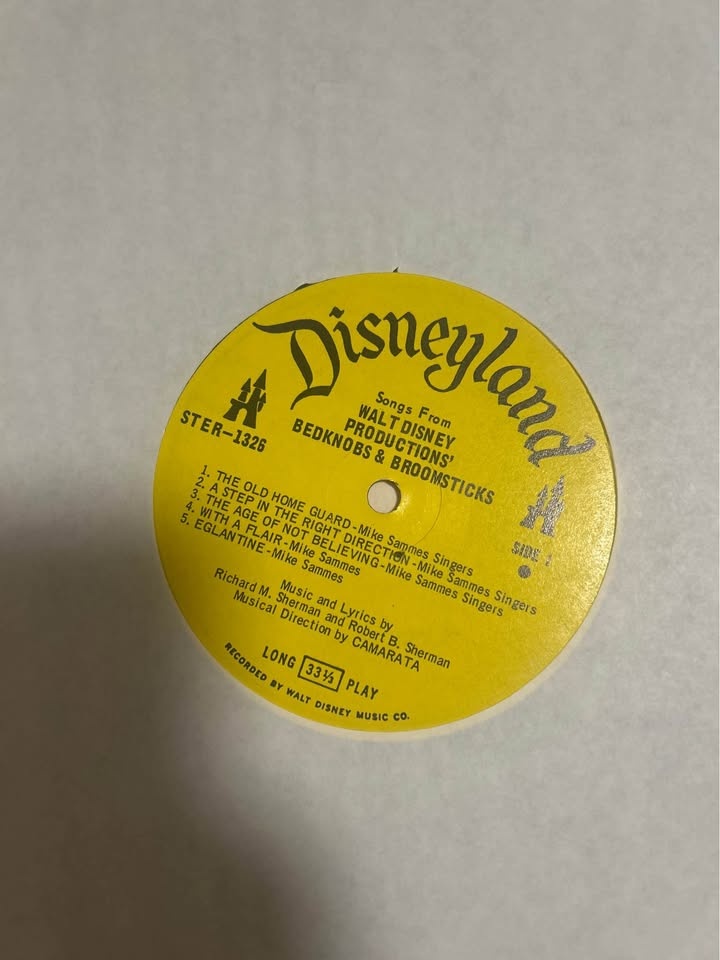 Disneyland
STER-1326
Songs From
WALT DISNEY
PRODUCTIONS'
BEDKNOBS & BROOMSTICKS
SIDE 1
1. THE OLD HOME GUARD-Mike Sammes Singers
2. A STEP IN THE RIGHT DIRECTION-Mike Sammes Singers
3. THE AGE OF NOT BELIEVING-Mike Sammes Singers
4. WITH A FLAIR-Mike Sammes
5. EGLANTINE-Mike Sammes
Music and Lyrics by
Richard M. Sherman and Robert B. Sherman
Musical Direction by CAMARATA
LONG 33⅓ PLAY
RECORDED BY WALT DISNEY MUSIC CO.